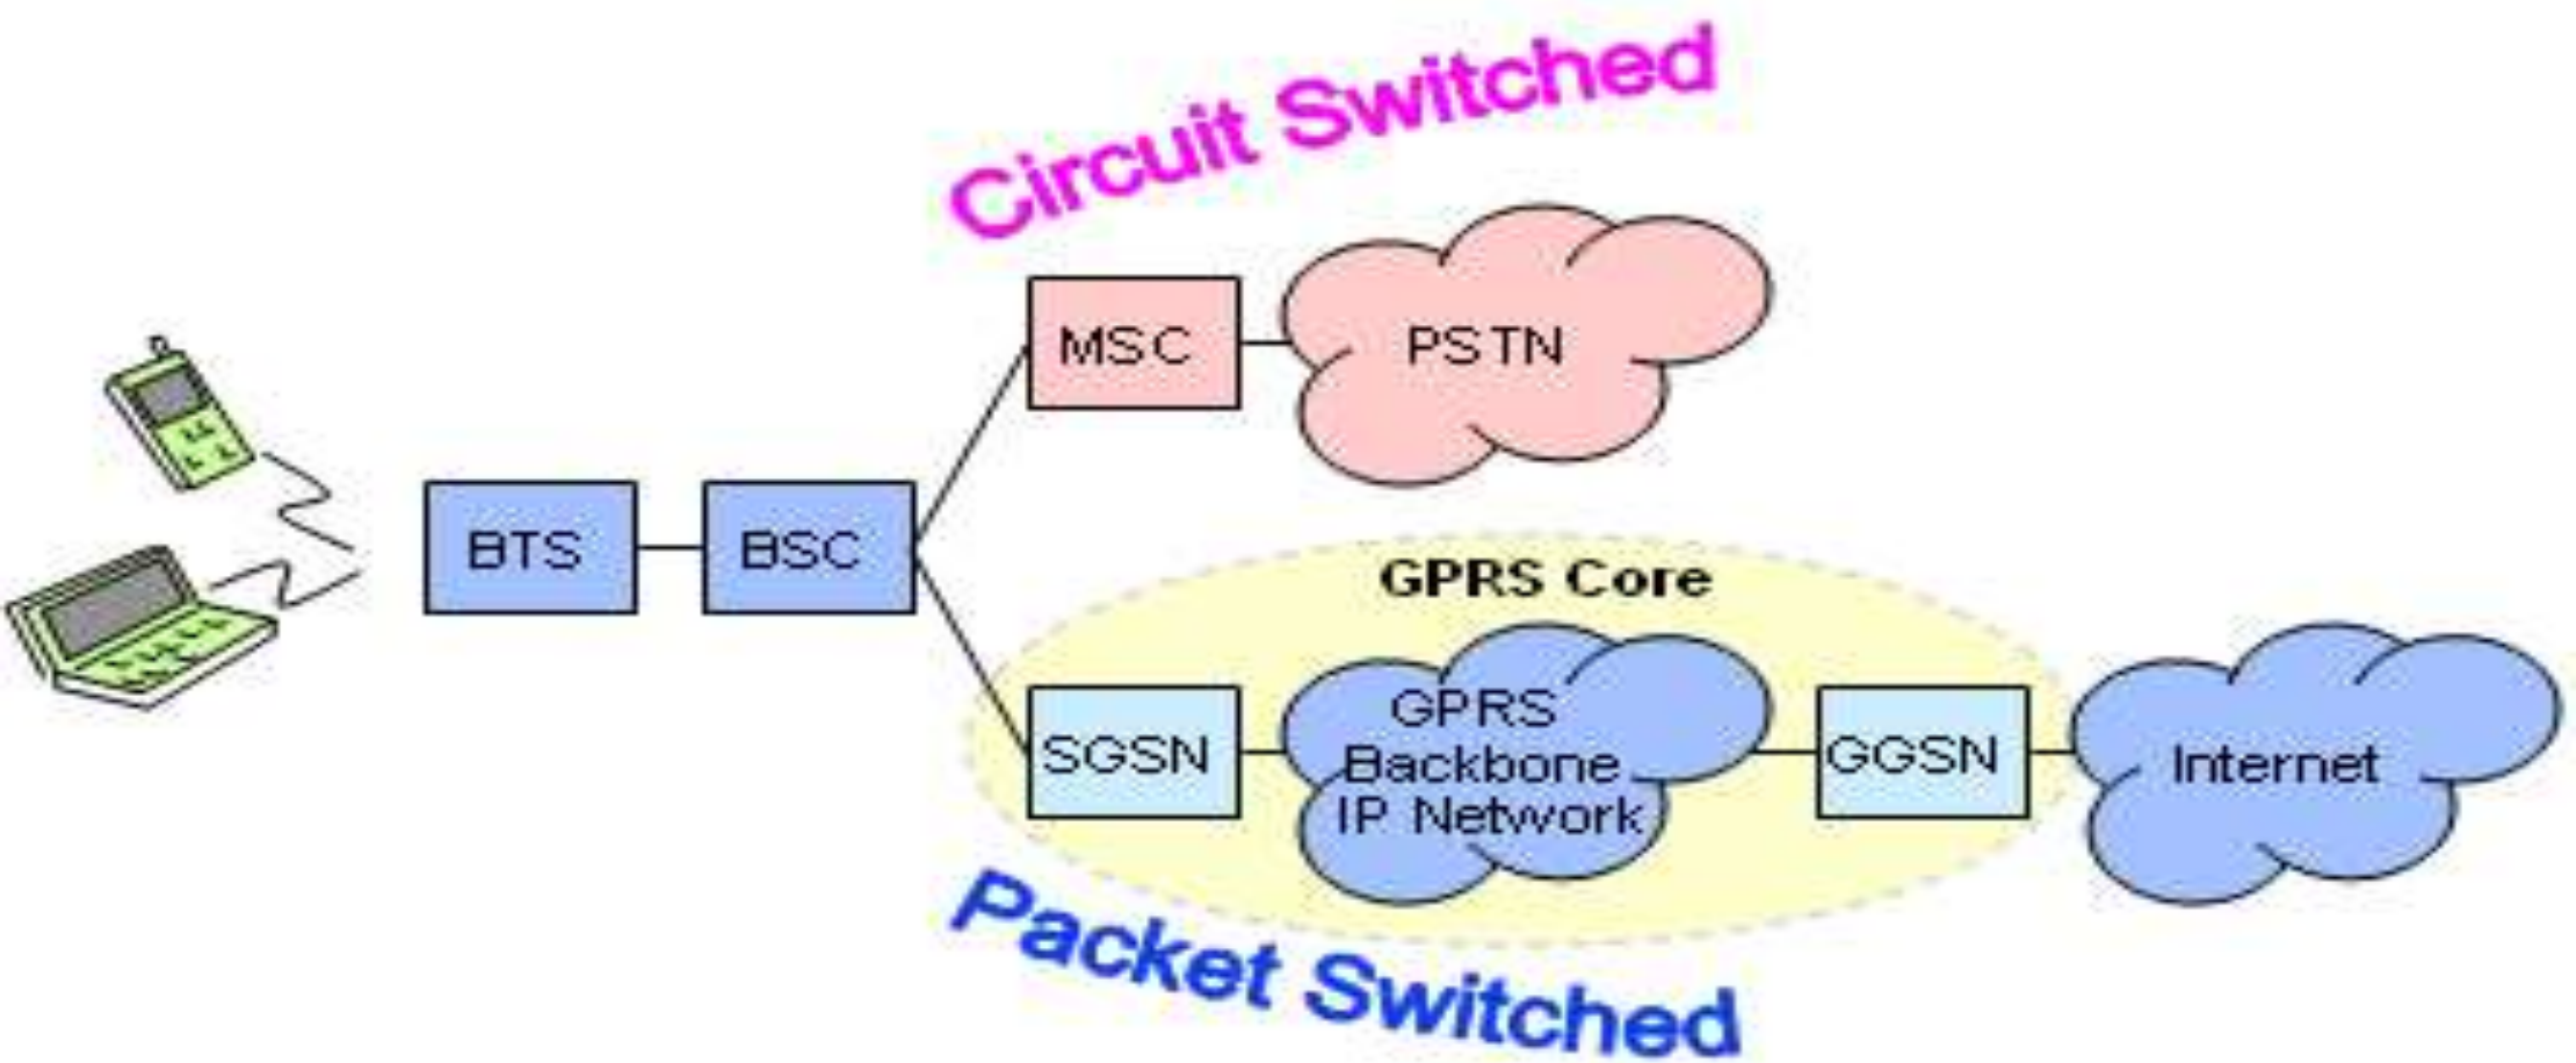 Circuit Switched
MSC
PSTN
BTS
BSC
GPRS Core
SGSN
GPRS
Backbone
IP Network
GGSN
Internet
Packet Switched